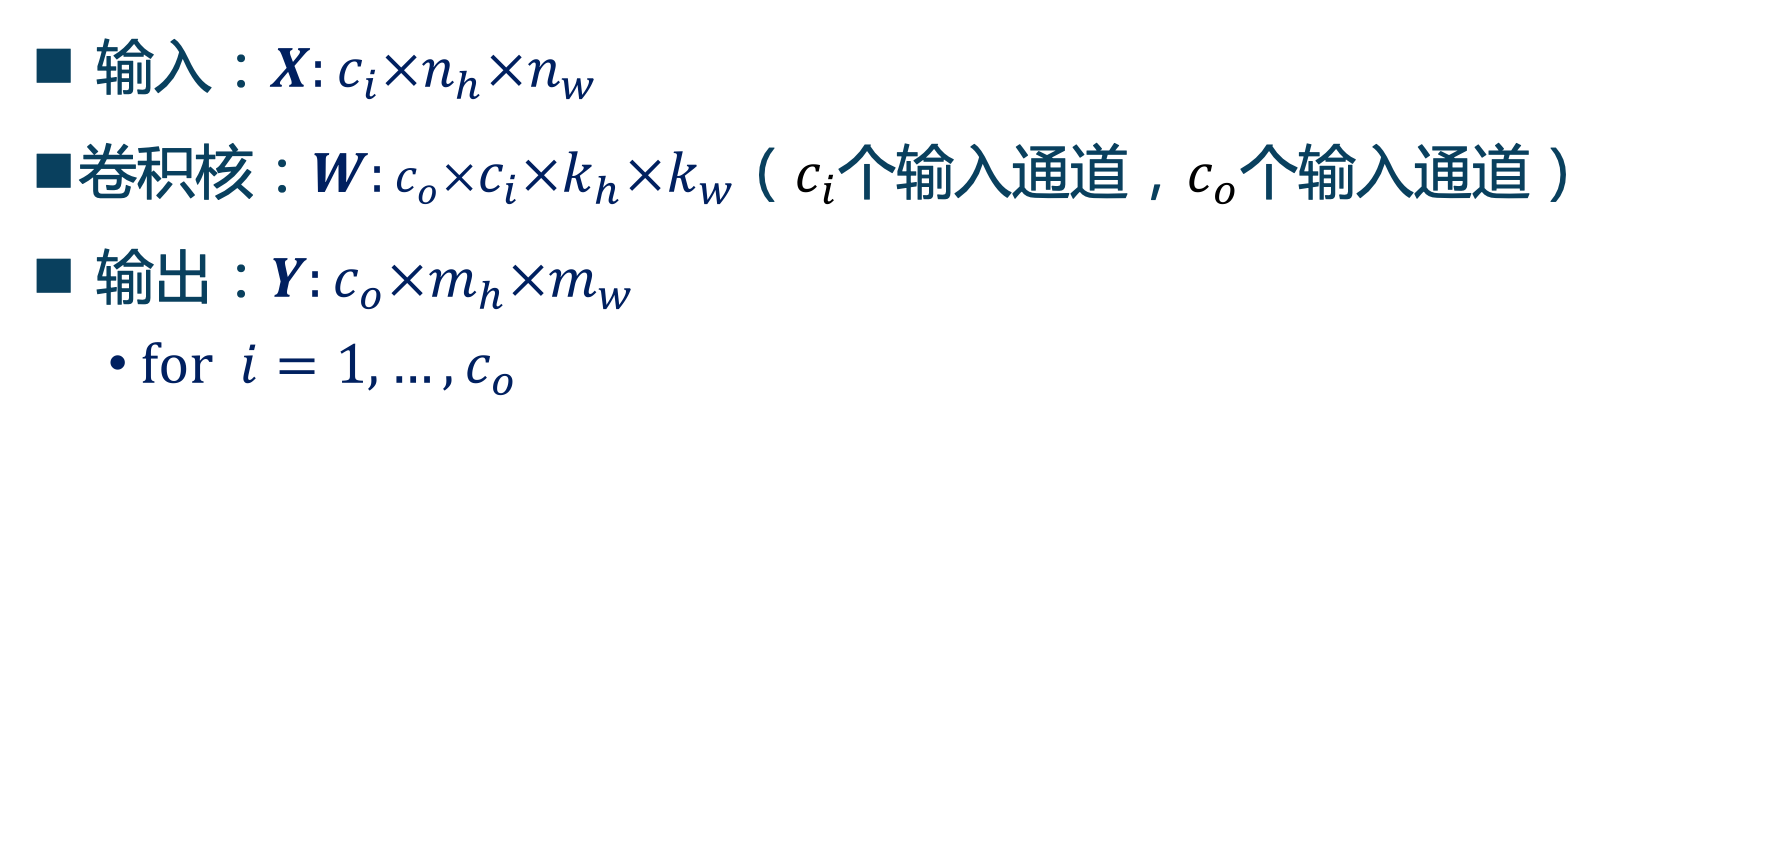 ■ 输入：X: c_i×n_h×n_w
■卷积核：W: c_o×c_i×k_h×k_w（c_i个输入通道，c_o个输入通道）
■ 输出：Y: c_o×m_h×m_w
• for i = 1, … , c_o